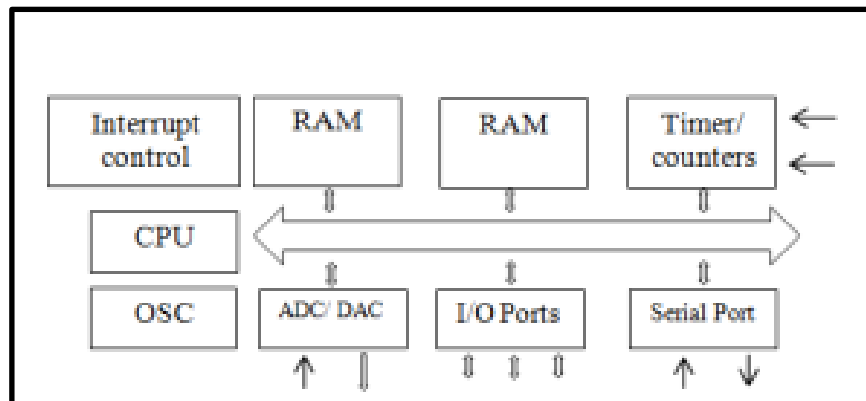 Interrupt
control
RAM
RAM
Timer/
counters
CPU
OSC
ADC/ DAC
I/O Ports
Serial Port